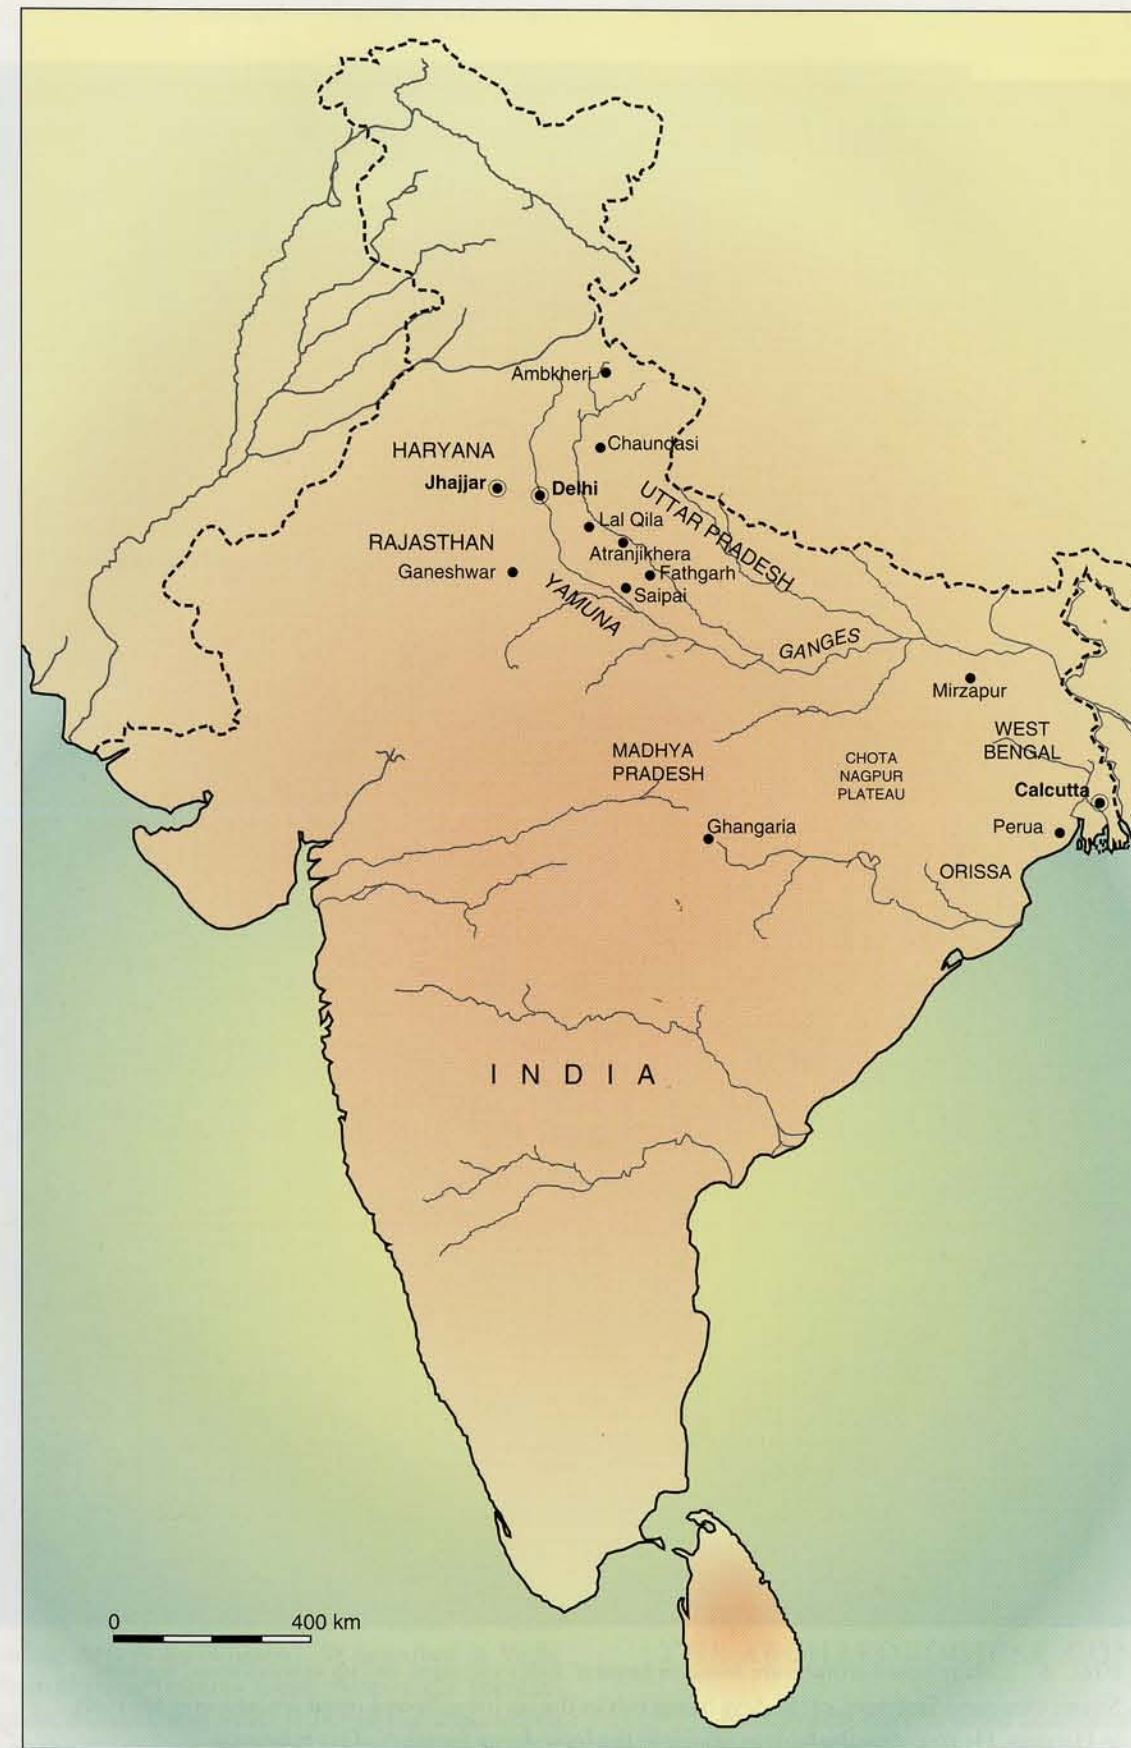 Ambkheri
Chaundasi
HARYANA
Jhajjar
Delhi
UTTAR PRADESH
Lal Qila
RAJASTHAN
Atranjikhera
Ganeshwar
Fathgarh
Saipai
YAMUNA
GANGES
Mirzapur
WEST
BENGAL
MADHYA
PRADESH
CHOTA
NAGPUR
PLATEAU
Calcutta
Perua
Ghangaria
ORISSA
INDIA
0 400 km